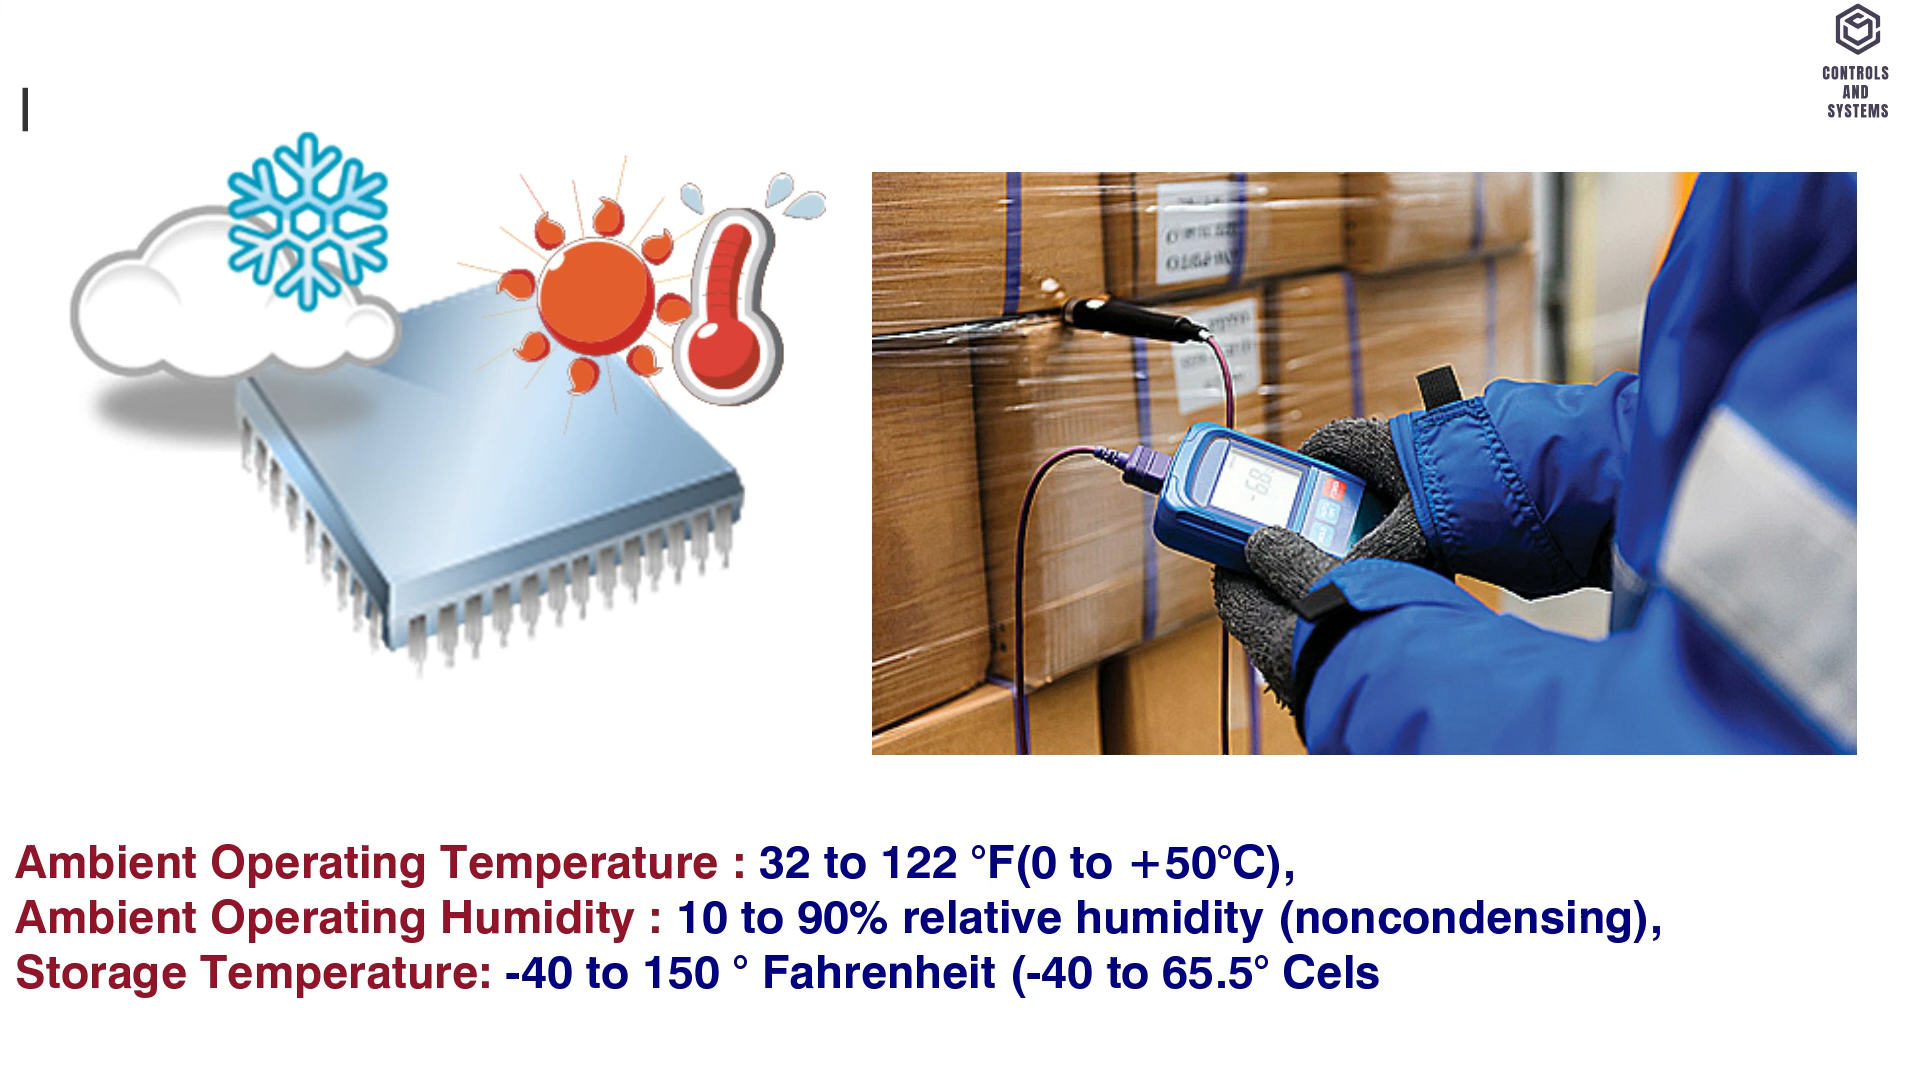 CONTROLS
AND
SYSTEMS
Ambient Operating Temperature : 32 to 122 °F(0 to +50°C),
Ambient Operating Humidity : 10 to 90% relative humidity (noncondensing),
Storage Temperature: -40 to 150 ° Fahrenheit (-40 to 65.5° Cels